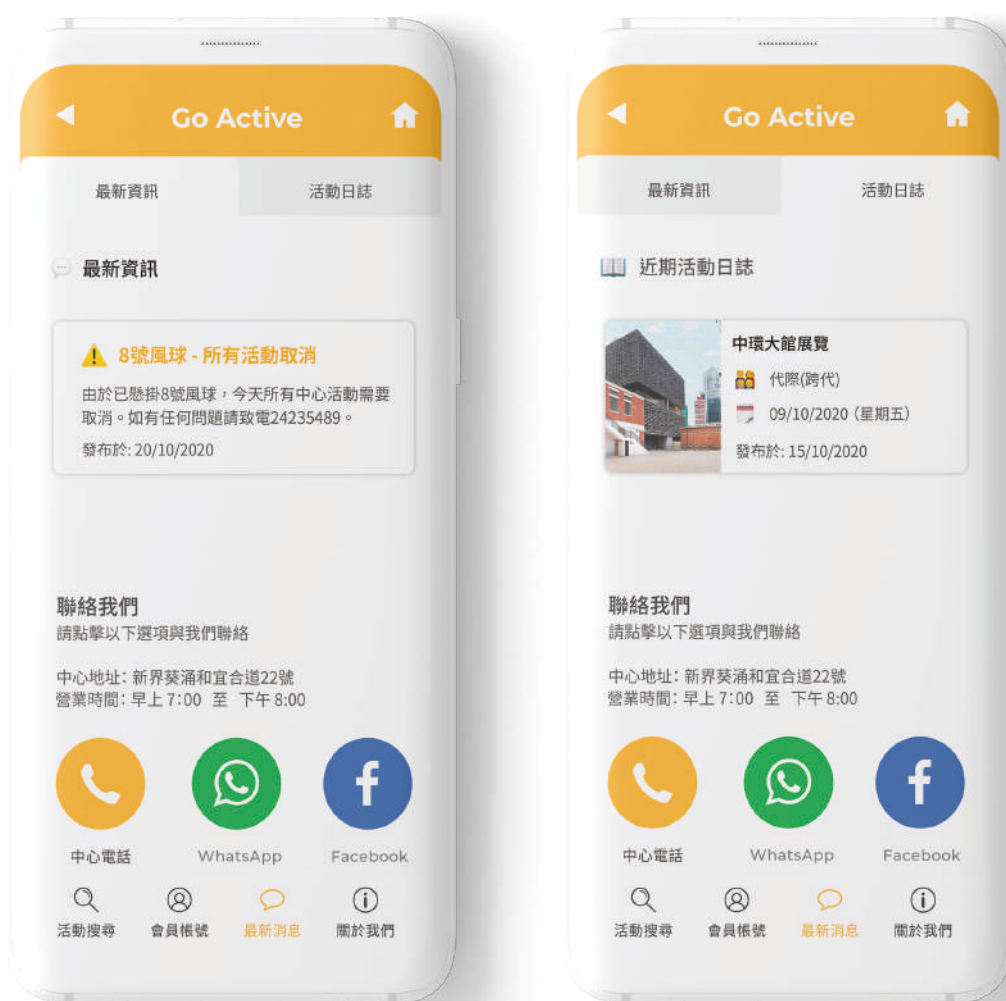 Go Active
最新資訊
活動日誌
最新資訊
8號風球 - 所有活動取消
由於已懸掛8號風球，今天所有中心活動需要
取消。如有任何問題請致電24235489。
發布於: 20/10/2020
聯絡我們
請點擊以下選項與我們聯絡
中心地址: 新界葵涌和宜合道22號
營業時間: 早上 7:00 至 下午 8:00
中心電話
WhatsApp
Facebook
活動搜尋
會員帳號
最新消息
關於我們
Go Active
最新資訊
活動日誌
近期活動日誌
中環大館展覽
代際(跨代)
09/10/2020 (星期五)
發布於: 15/10/2020
聯絡我們
請點擊以下選項與我們聯絡
中心地址: 新界葵涌和宜合道22號
營業時間: 早上 7:00 至 下午 8:00
中心電話
WhatsApp
Facebook
活動搜尋
會員帳號
最新消息
關於我們